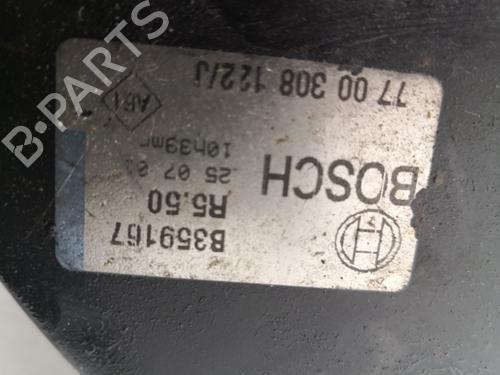 77 00 308 122/J
BOSCH
10h39mn
25 07 0
R5.50
B359167
B-PARTS